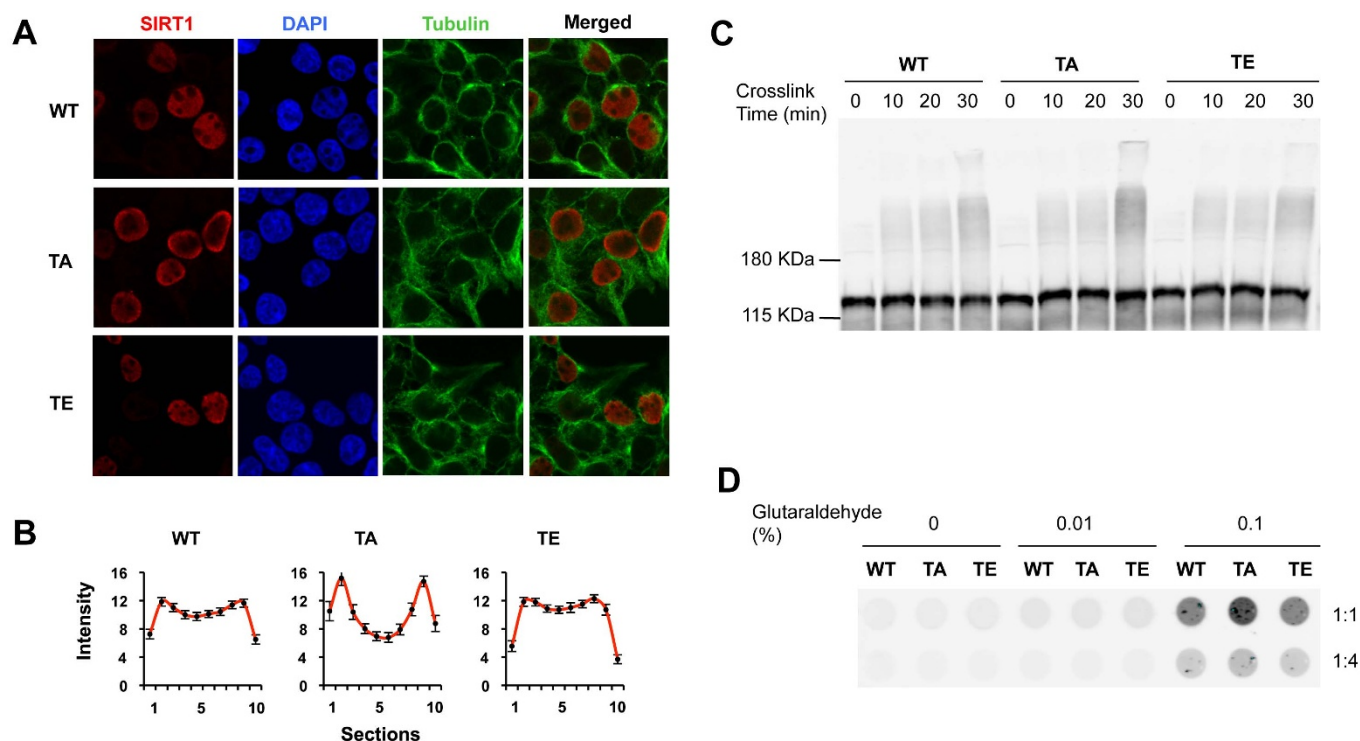 A
SIRT1 DAPI Tubulin Merged
WT
TA
TE
B
WT TA TE
Intensity
16 16 16
12 12 12
8 8 8
4 4 4
0 0 0
1 5 10 1 5 10 1 5 10
Sections
C
WT TA TE
Crosslink
Time (min)
0 10 20 30 0 10 20 30 0 10 20 30
180 KDa
115 KDa
D
Glutaraldehyde
(%)
0 0.01 0.1
WT TA TE WT TA TE WT TA TE
1:1
1:4